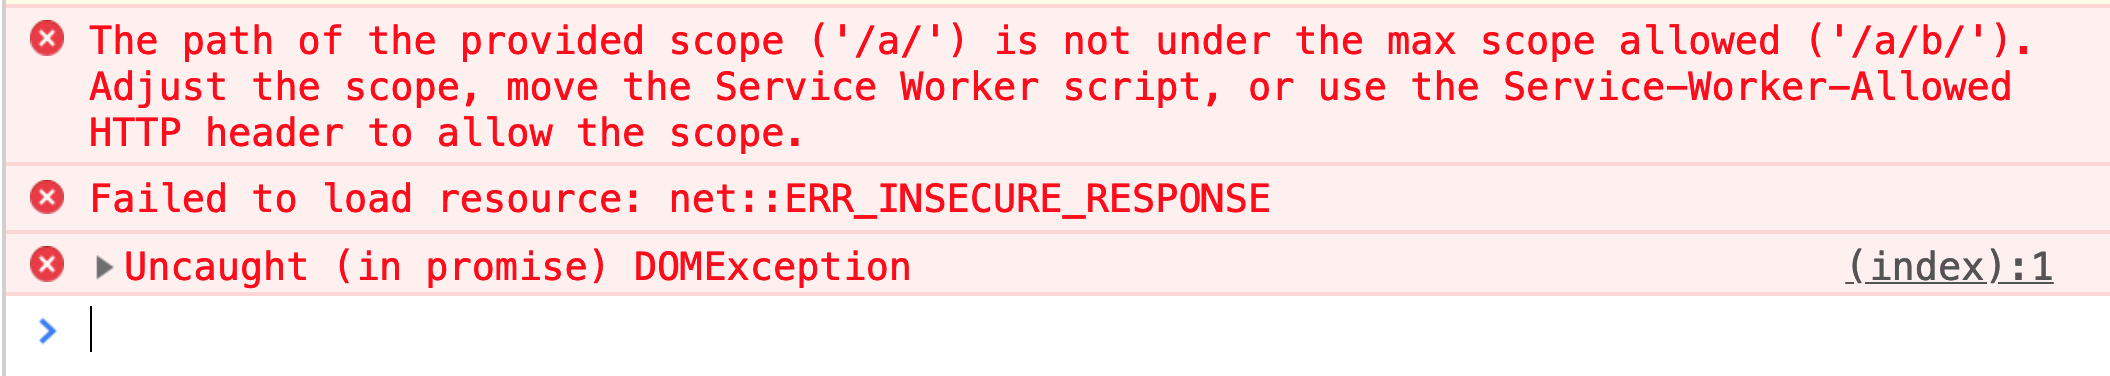 The path of the provided scope ('/a/') is not under the max scope allowed ('/a/b/').
Adjust the scope, move the Service Worker script, or use the Service-Worker-Allowed
HTTP header to allow the scope.
Failed to load resource: net::ERR_INSECURE_RESPONSE
Uncaught (in promise) DOMException (index):1